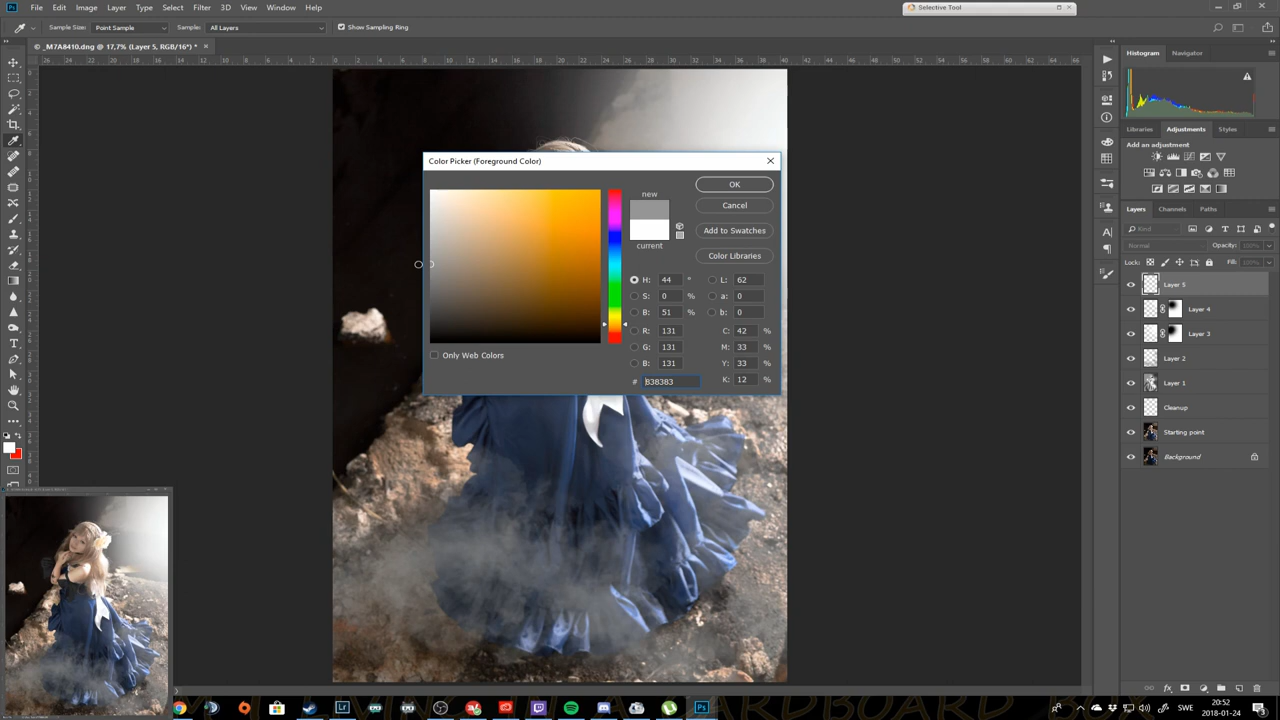 File Edit Image Layer Type Select Filter 3D View Window Help
Selective Tool
Sample Size: Point Sample Sample: All Layers Show Sampling Ring
© _M7A8410.dng @ 17,7% (Layer 5, RGB/16*) *
Histogram Navigator
Libraries Adjustments Styles
Add an adjustment
Color Picker (Foreground Color)
new
current
OK
Cancel
Add to Swatches
Color Libraries
H: 44 ° L: 62
S: 0 % a: 0
B: 51 % b: 0
R: 131 C: 42 %
G: 131 M: 33 %
B: 131 Y: 33 %
# 838383 K: 12 %
Only Web Colors
Layers Channels Paths
Kind
Normal Opacity:
Lock: Fill:
Layer 5
Layer 4
Layer 3
Layer 2
Layer 1
Cleanup
Starting point
Background
SWE
20:52
2018-01-24